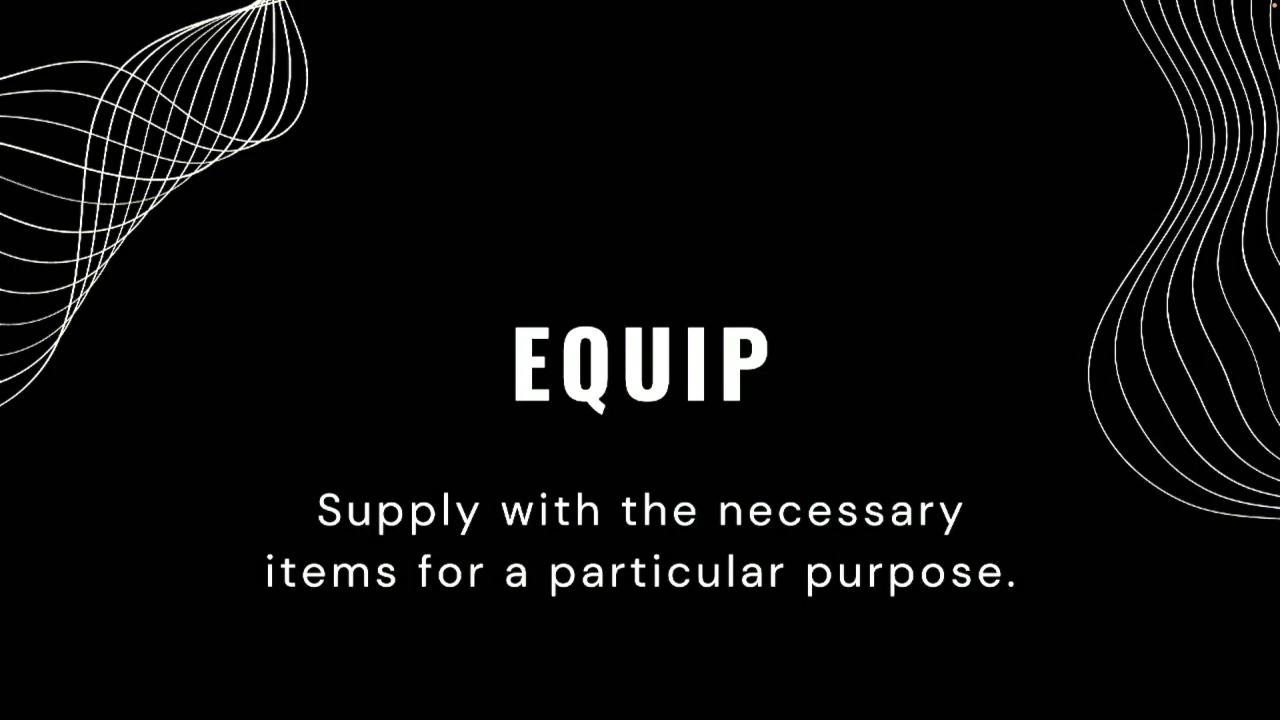 EQUIP
Supply with the necessary
items for a particular purpose.